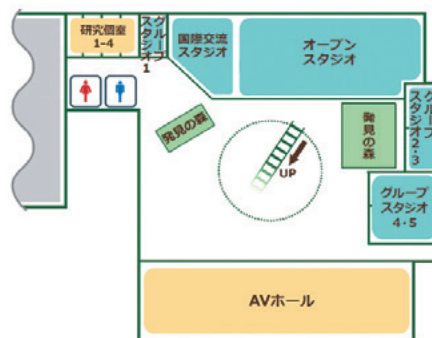 研究個室
1-4
グループ
スタジオ
1
国際交流
スタジオ
オープン
スタジオ
発見の森
発見の森
グループ
スタジオ2・3
UP
グループ
スタジオ
4・5
AVホール